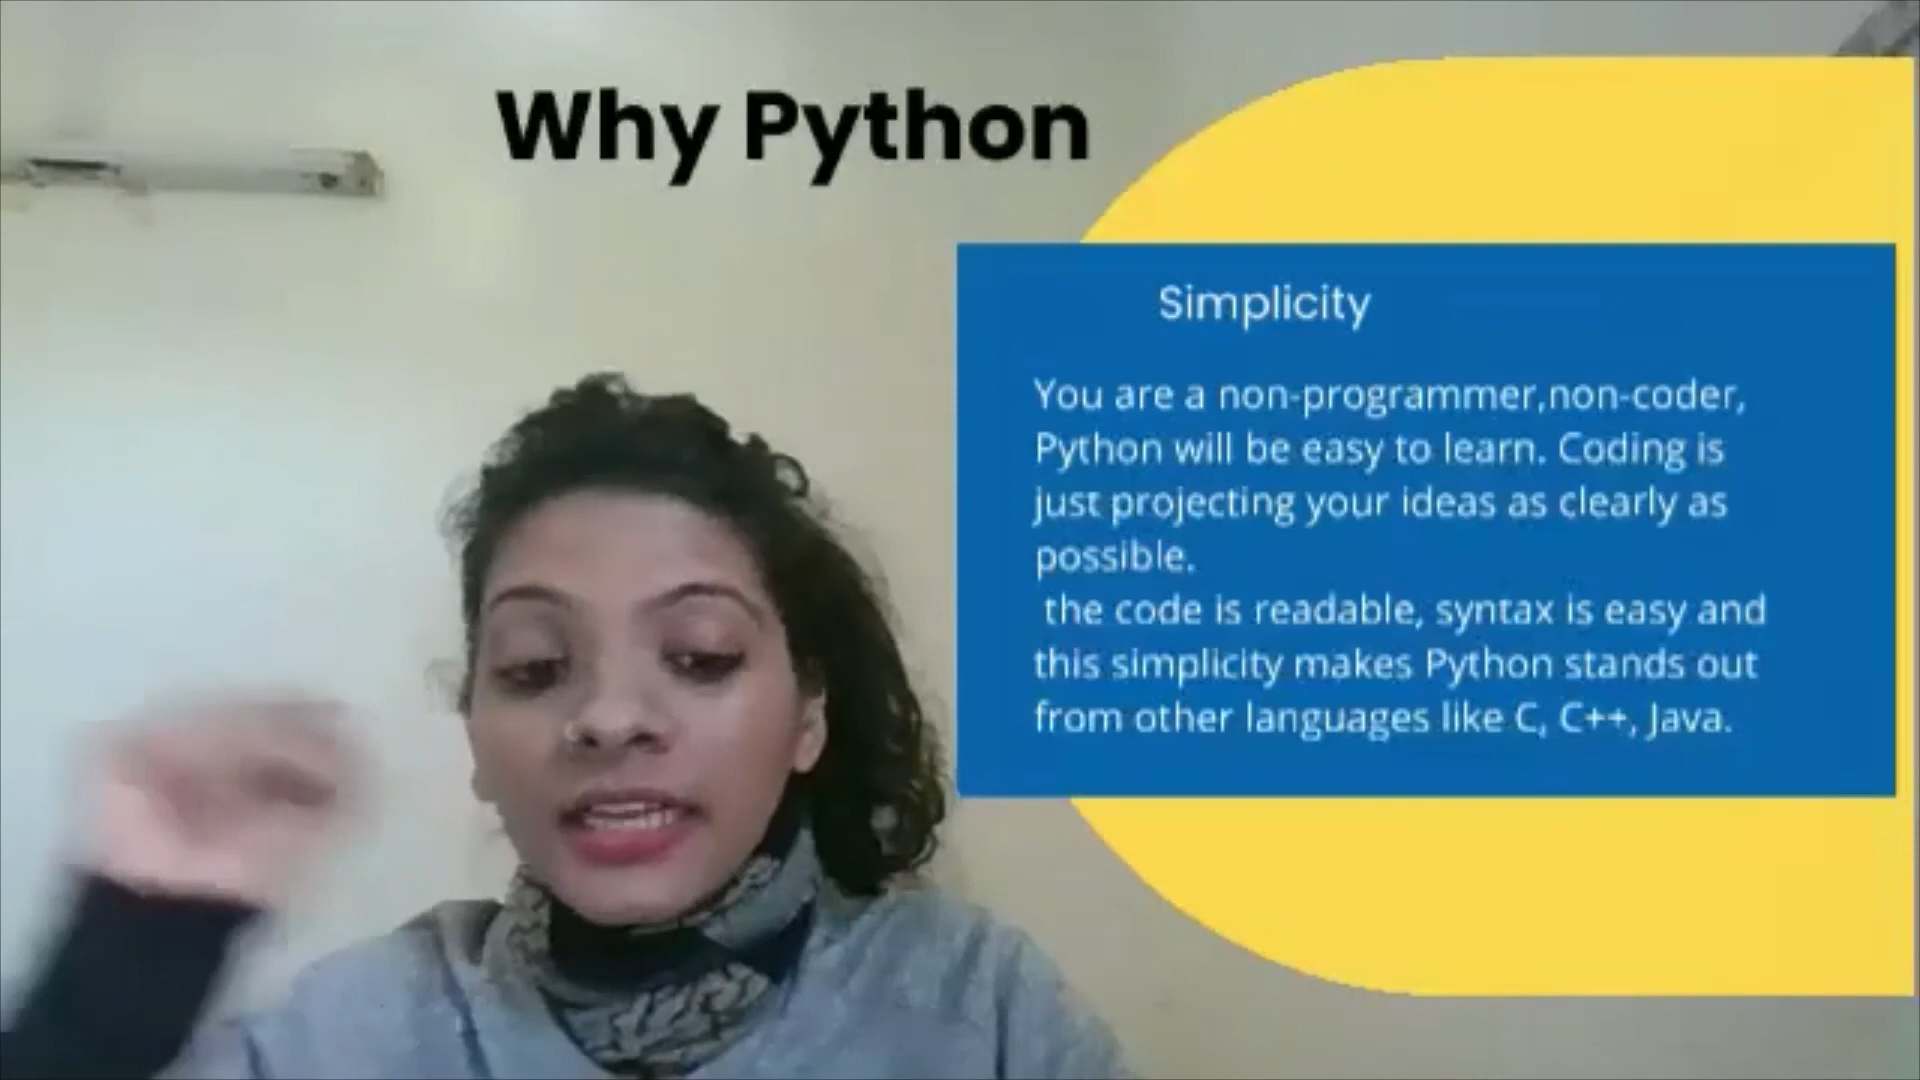 Why Python
Simplicity
You are a non-programmer,non-coder,
Python will be easy to learn. Coding is
just projecting your ideas as clearly as
possible.
the code is readable, syntax is easy and
this simplicity makes Python stands out
from other languages like C, C++, Java.